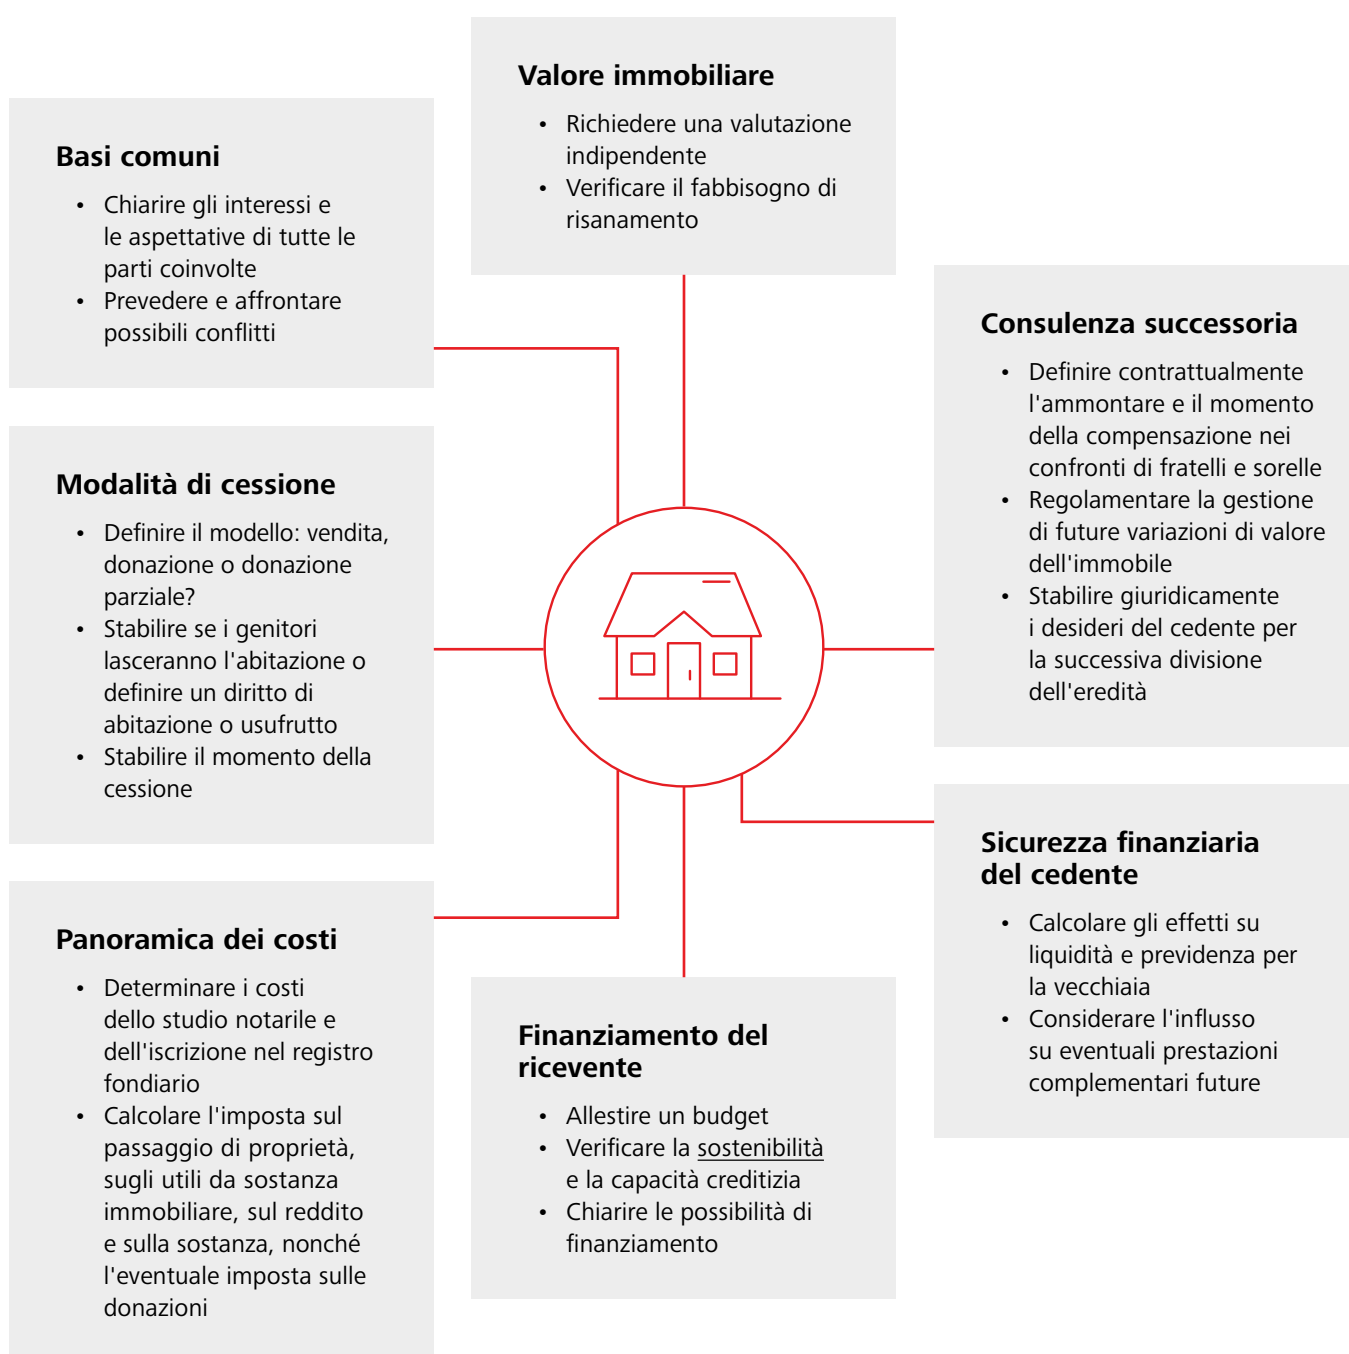 Valore immobiliare
• Richiedere una valutazione
indipendente
• Verificare il fabbisogno di
risanamento
Basi comuni
• Chiarire gli interessi e
le aspettative di tutte le
parti coinvolte
• Prevedere e affrontare
possibili conflitti
Consulenza successoria
• Definire contrattualmente
l'ammontare e il momento
della compensazione nei
confronti di fratelli e sorelle
• Regolamentare la gestione
di future variazioni di valore
dell'immobile
• Stabilire giuridicamente
i desideri del cedente per
la successiva divisione
dell'eredità
Modalità di cessione
• Definire il modello: vendita,
donazione o donazione
parziale?
• Stabilire se i genitori
lasceranno l'abitazione o
definire un diritto di
abitazione o usufrutto
• Stabilire il momento della
cessione
Sicurezza finanziaria
del cedente
• Calcolare gli effetti su
liquidità e previdenza per
la vecchiaia
• Considerare l'influsso
su eventuali prestazioni
complementari future
Panoramica dei costi
• Determinare i costi
dello studio notarile e
dell'iscrizione nel registro
fondiario
• Calcolare l'imposta sul
passaggio di proprietà,
sugli utili da sostanza
immobiliare, sul reddito
e sulla sostanza, nonché
l'eventuale imposta sulle
donazioni
Finanziamento del
ricevente
• Allestire un budget
• Verificare la sostenibilità
e la capacità creditizia
• Chiarire le possibilità di
finanziamento